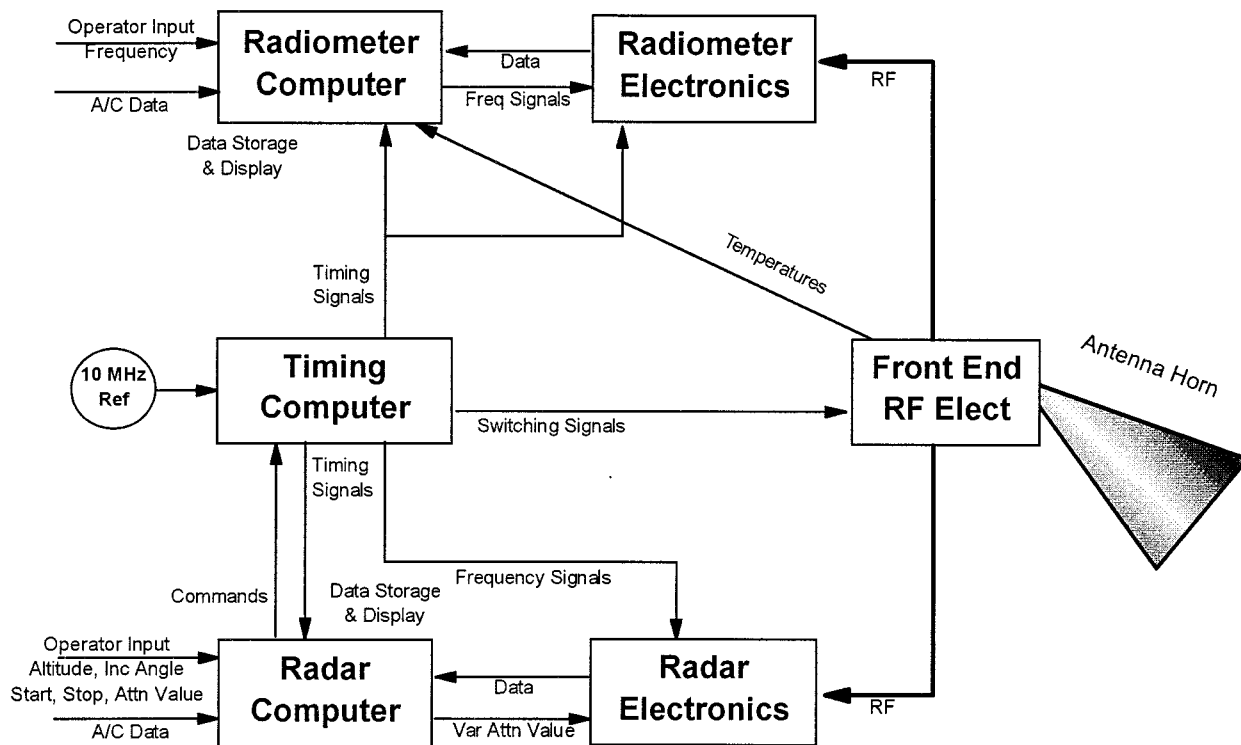 Operator Input
Frequency
A/C Data
Radiometer
Computer
Data
Freq Signals
Radiometer
Electronics
RF
Data Storage
& Display
Timing
Signals
Temperatures
10 MHz
Ref
Timing
Computer
Switching Signals
Front End
RF Elect
Antenna Horn
Timing
Signals
Commands
Frequency Signals
Data Storage
& Display
Operator Input
Altitude, Inc Angle
Start, Stop, Attn Value
A/C Data
Radar
Computer
Data
Var Attn Value
Radar
Electronics
RF